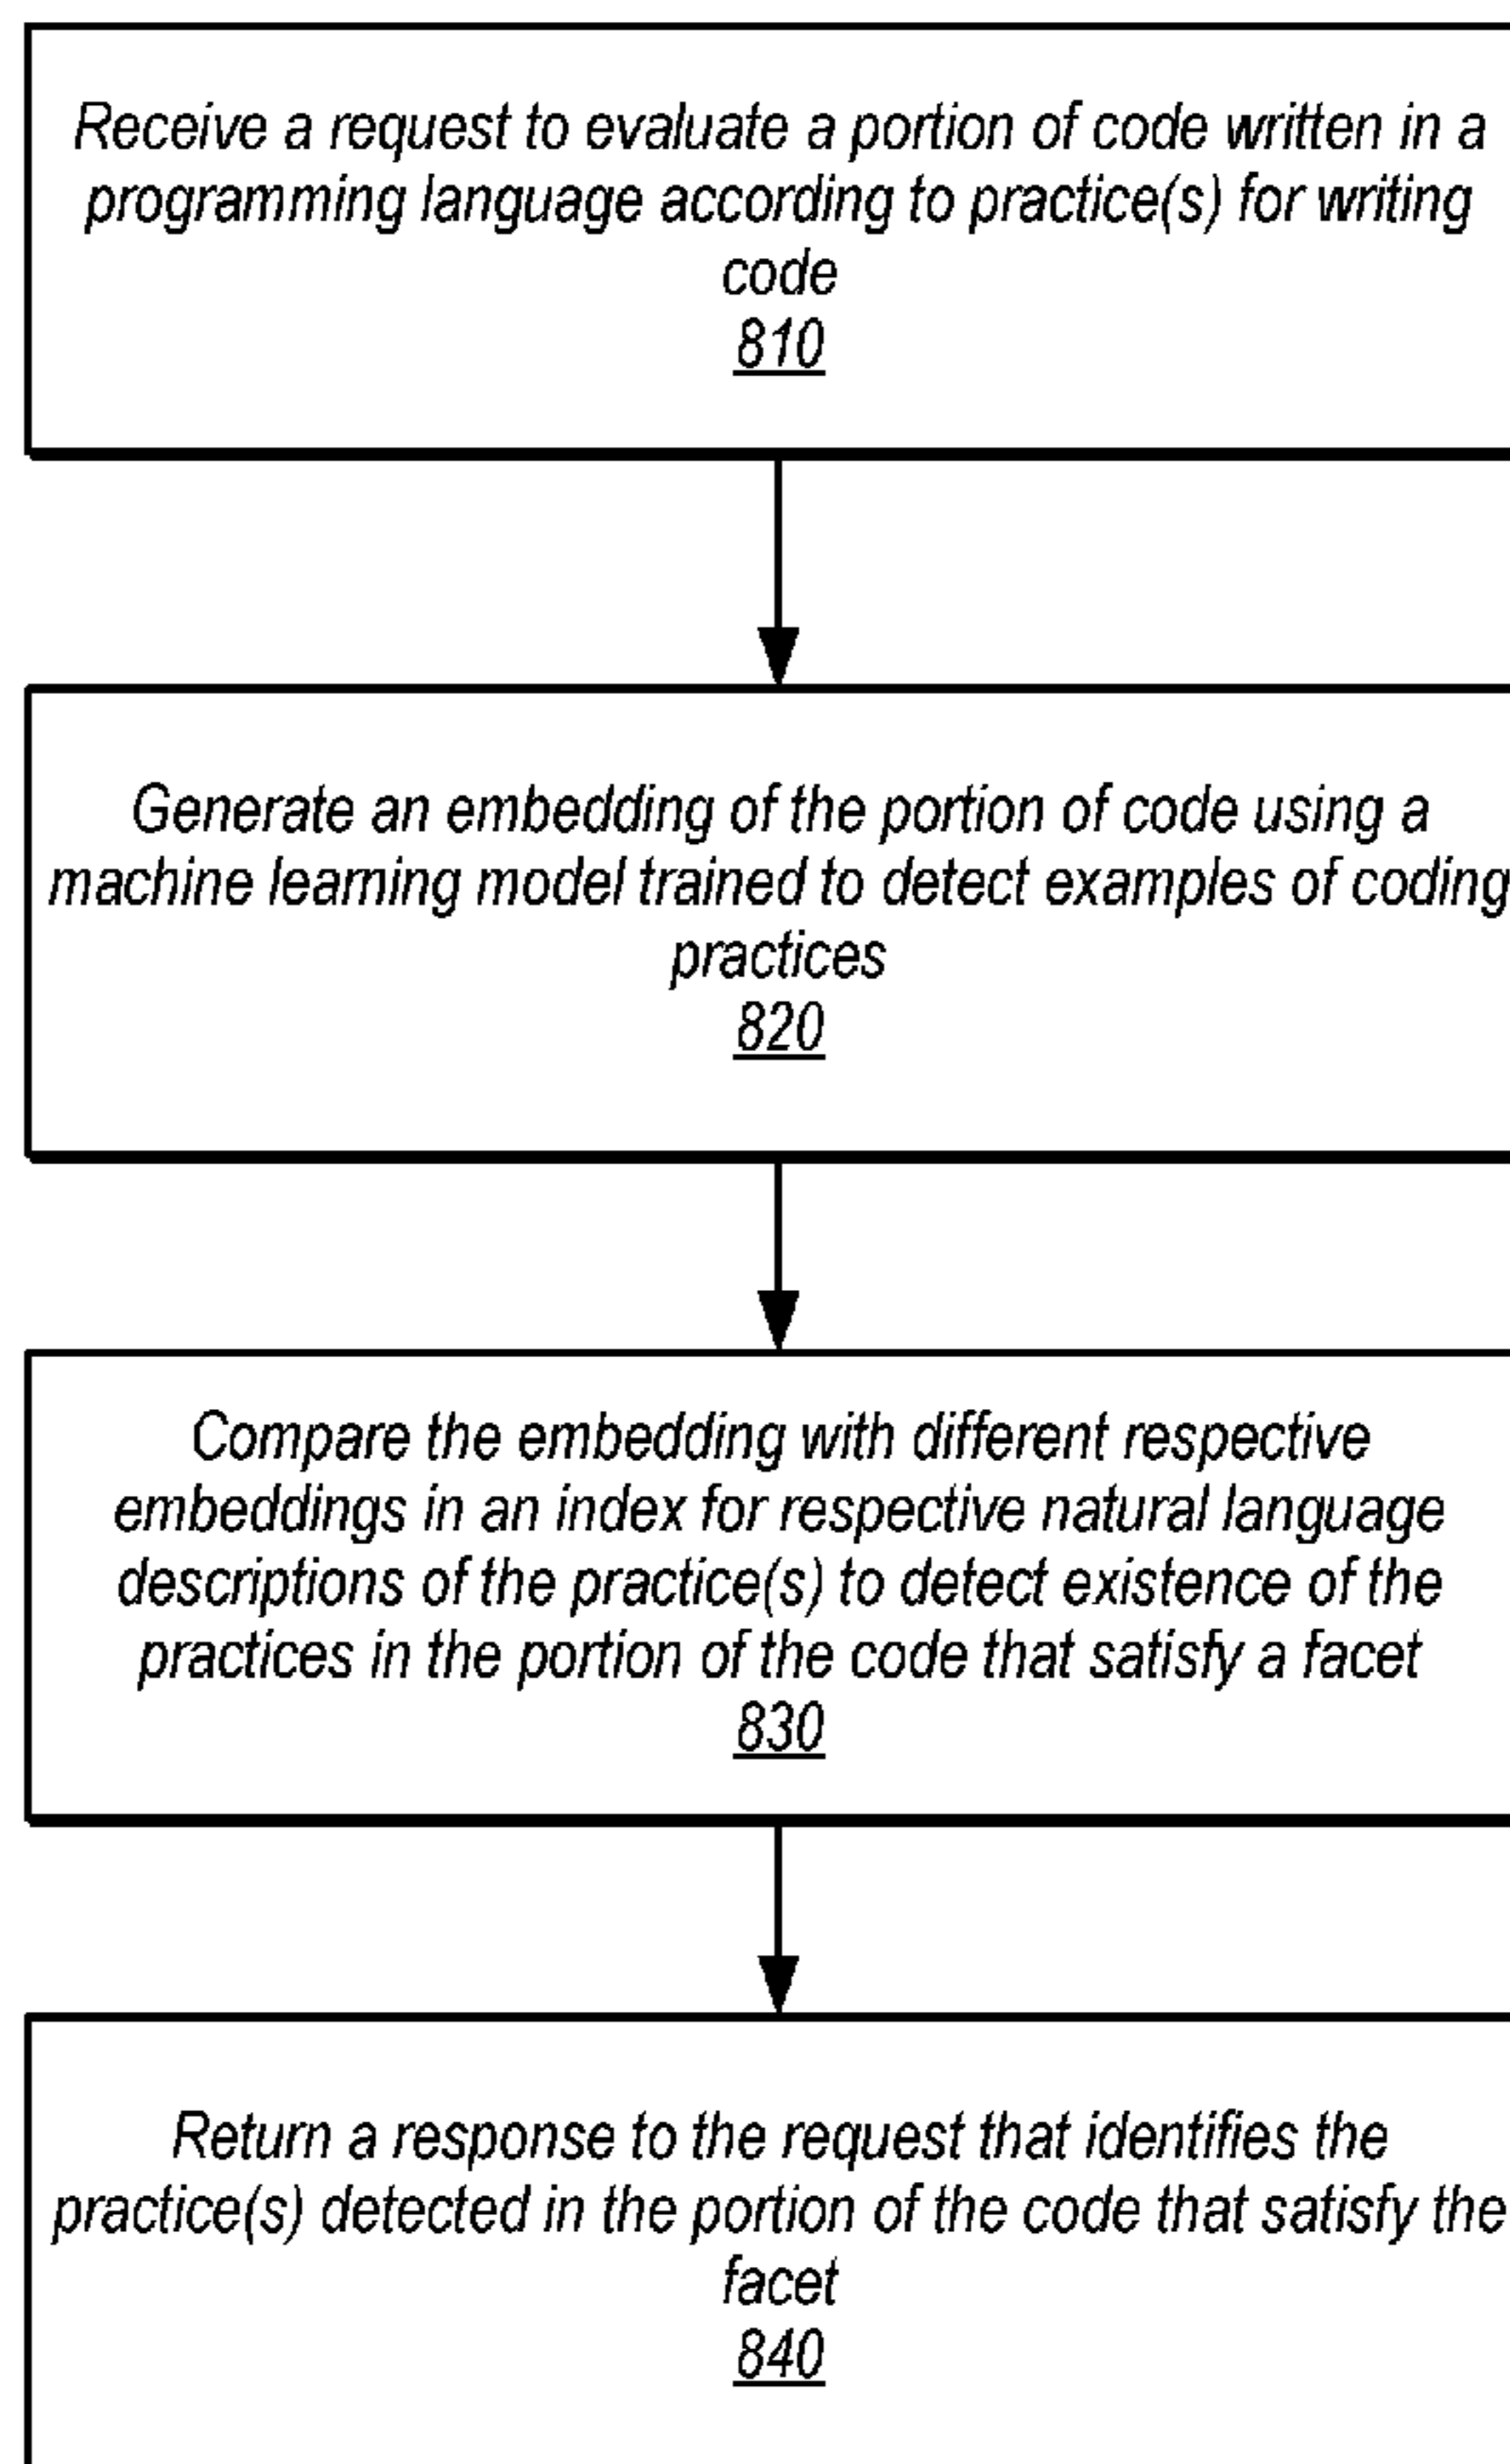 Receive a request to evaluate a portion of code written in a
programming language according to practice(s) for writing
code
810
Generate an embedding of the portion of code using a
machine learning model trained to detect examples of coding
practices
820
Compare the embedding with different respective
embeddings in an index for respective natural language
descriptions of the practice(s) to detect existence of the
practices in the portion of the code that satisfy a facet
830
Return a response to the request that identifies the
practice(s) detected in the portion of the code that satisfy the
facet
840